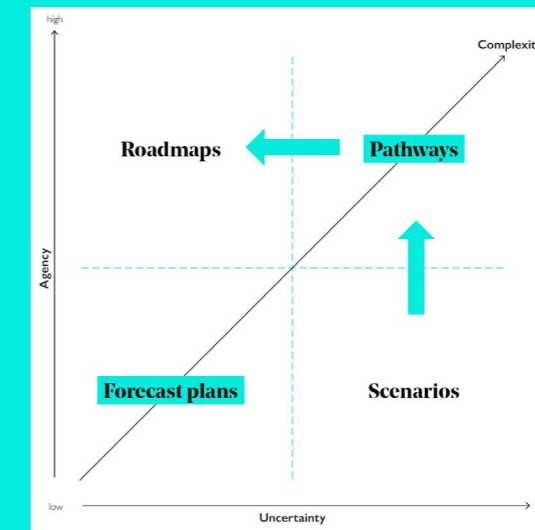 high
Complexit
Roadmaps
Pathways
Agency
Forecast plans
Scenarios
low
Uncertainty